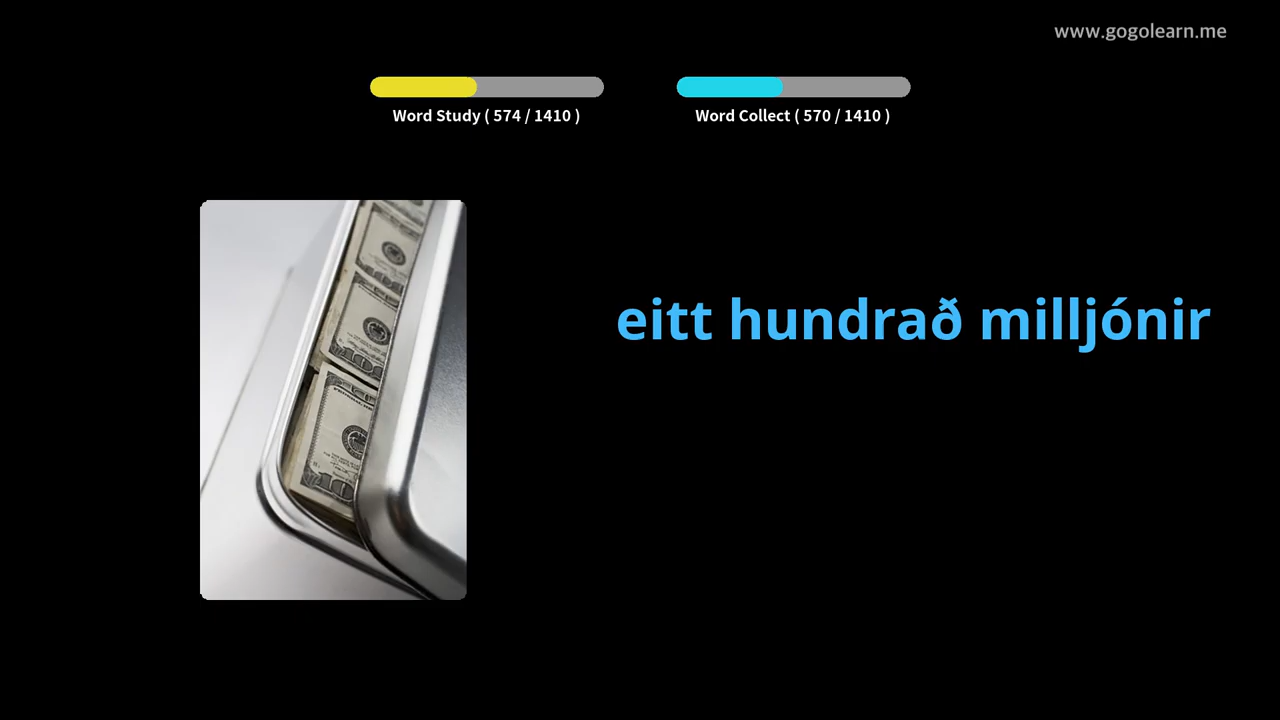 www.gogolearn.me
Word Study ( 574 / 1410 )
Word Collect ( 570 / 1410 )
eitt hundrað milljónir